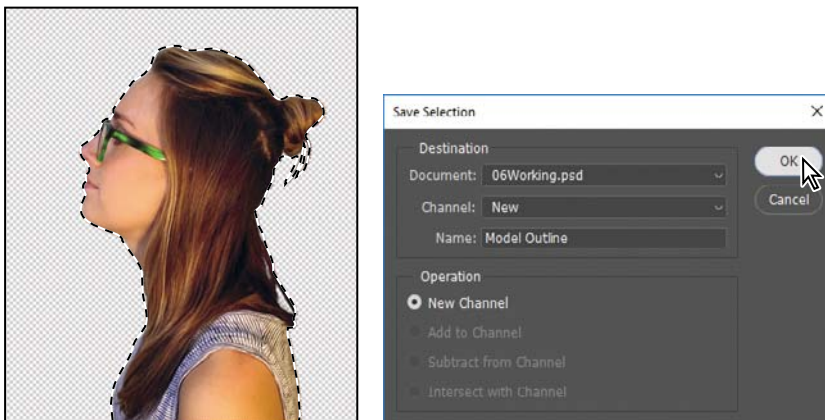 Save Selection
Destination
Document: 06Working.psd
Channel: New
Name: Model Outline
OK
Cancel
Operation
New Channel
Add to Channel
Subtract from Channel
Intersect with Channel